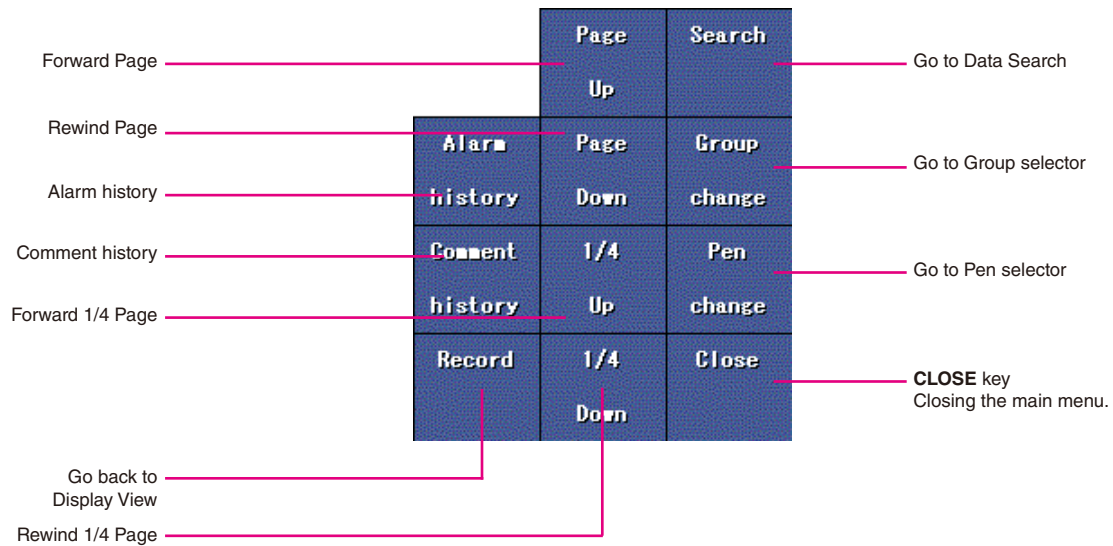 Forward Page
Rewind Page
Alarm history
Comment history
Forward 1/4 Page
Go back to
Display View
Rewind 1/4 Page
Page
Up
Search
Alarm
history
Page
Down
Group
change
Comment
history
1/4
Up
Pen
change
Record
1/4
Down
Close
Go to Data Search
Go to Group selector
Go to Pen selector
CLOSE key
Closing the main menu.